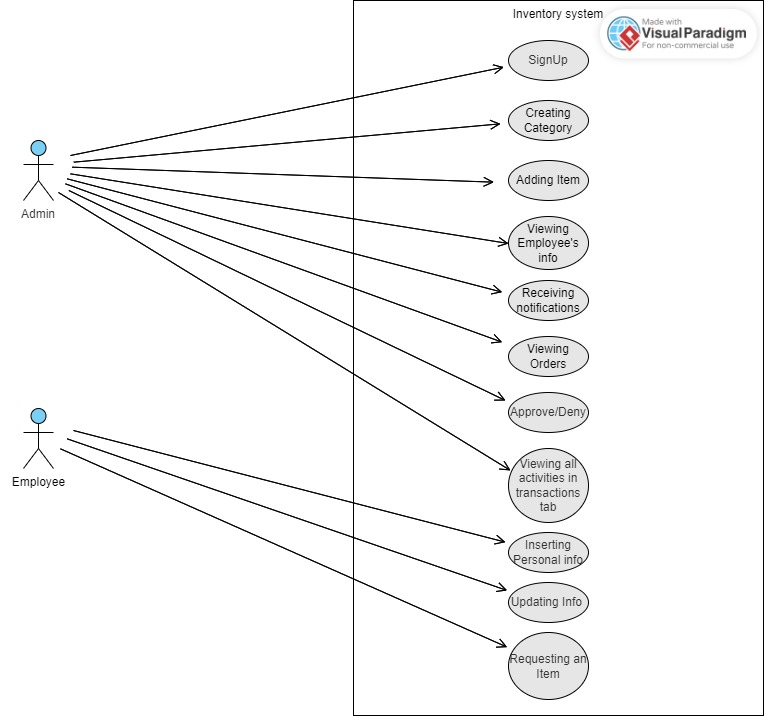 Inventory system
Made with
VisualParadigm
For non-commercial use
SignUp
Creating
Category
Admin
Adding Item
Viewing
Employee's
info
Receiving
notifications
Viewing
Orders
Approve/Deny
Employee
Viewing all
activities in
transactions
tab
Inserting
Personal info
Updating Info
Requesting an
Item